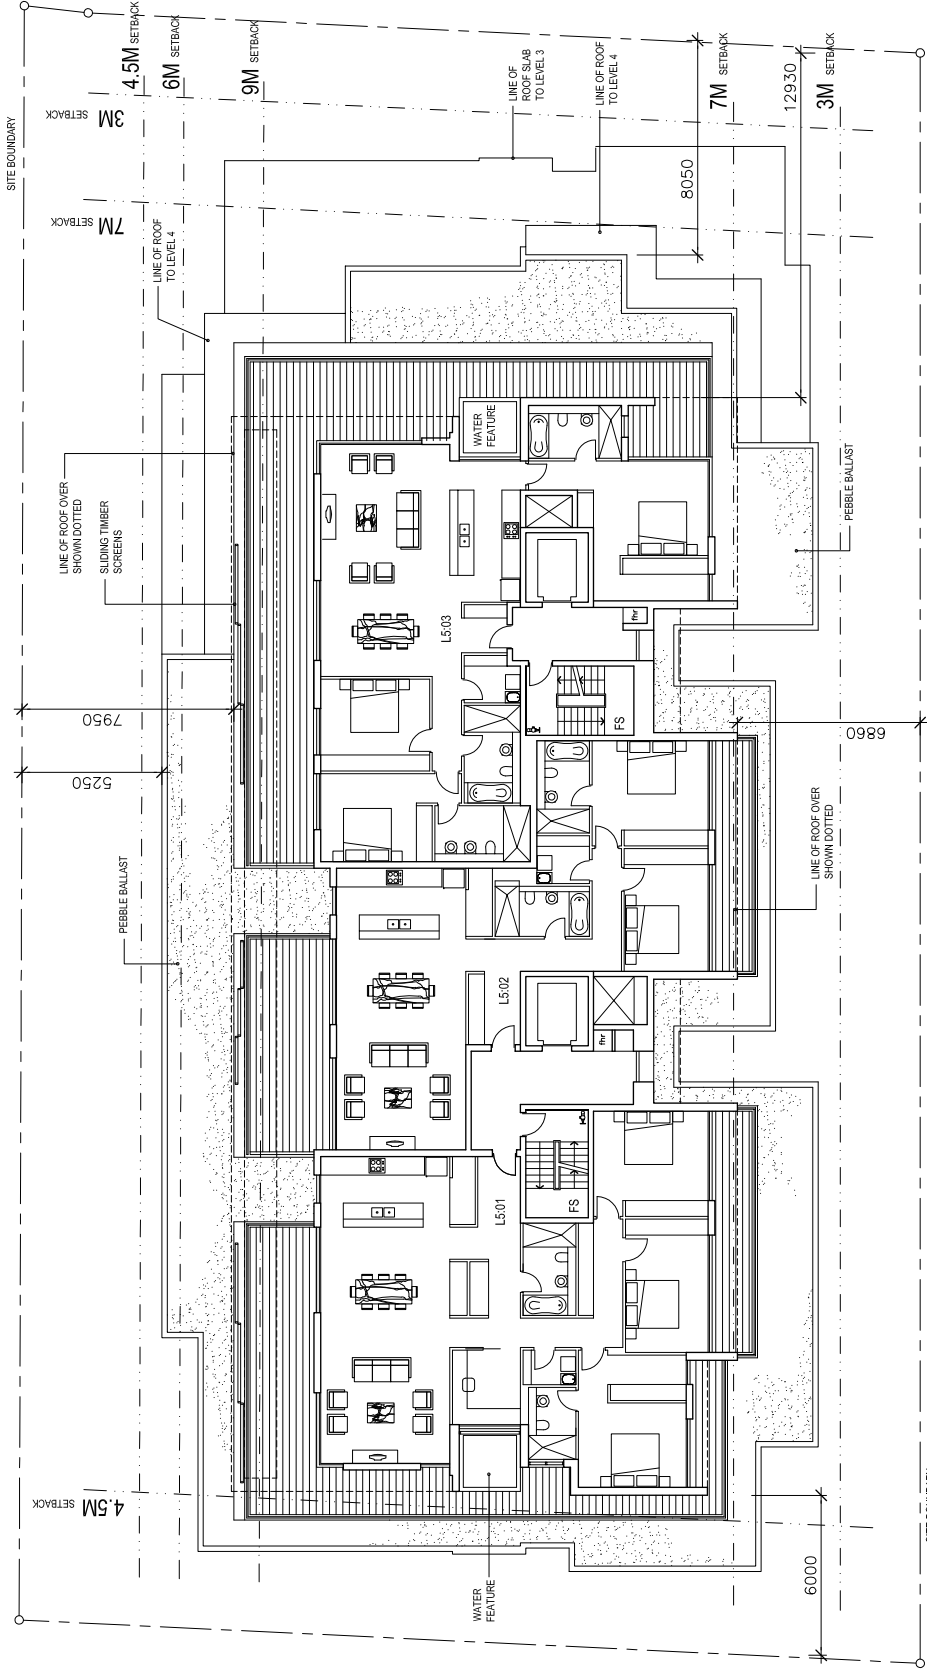 SITE BOUNDARY
4.5M SETBACK
6M SETBACK
9M SETBACK
3M SETBACK
7M SETBACK
LINE OF ROOF
TO LEVEL 4
LINE OF
ROOF SLAB
TO LEVEL 3
LINE OF ROOF
TO LEVEL 4
7M SETBACK
12930
3M SETBACK
8050
LINE OF ROOF OVER
SHOWN DOTTED
SLIDING TIMBER
SCREENS
WATER
FEATURE
PEBBLE BALLAST
L5:03
fhr
FS
7950
5250
6860
PEBBLE BALLAST
LINE OF ROOF OVER
SHOWN DOTTED
L5:02
fhr
L5:01
FS
4.5M SETBACK
WATER
FEATURE
6000